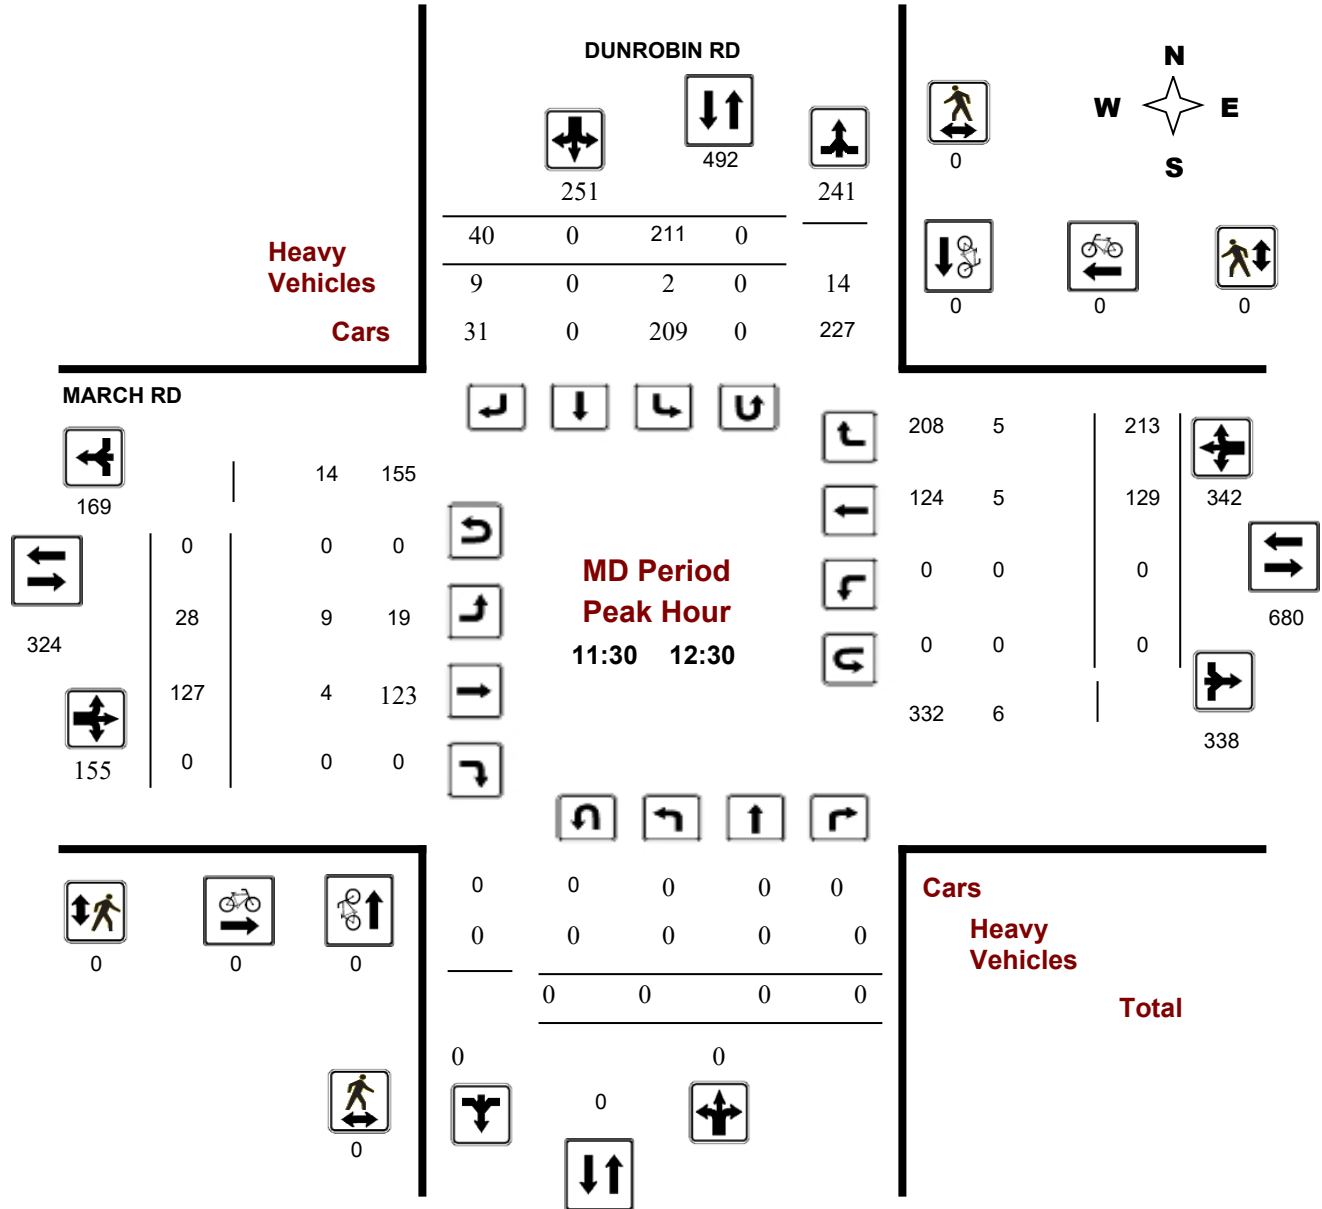 DUNROBIN RD
N
W E
S
492
0
251 241
40 0 211 0
Heavy
Vehicles
9 0 2 0 14
Cars
31 0 209 0 227
0 0 0
MARCH RD
208 5 213
14 155
169
124 5 129 342
0 0 0
MD Period
Peak Hour
0 0 0
28 9 19
680
324
11:30 12:30
0 0 0
127 4 123
332 6
338
155 0 0 0
0 0 0 0 0
Cars
0 0 0 0 0
Heavy
Vehicles
0 0 0
0 0 0 0
Total
0 0
0
0